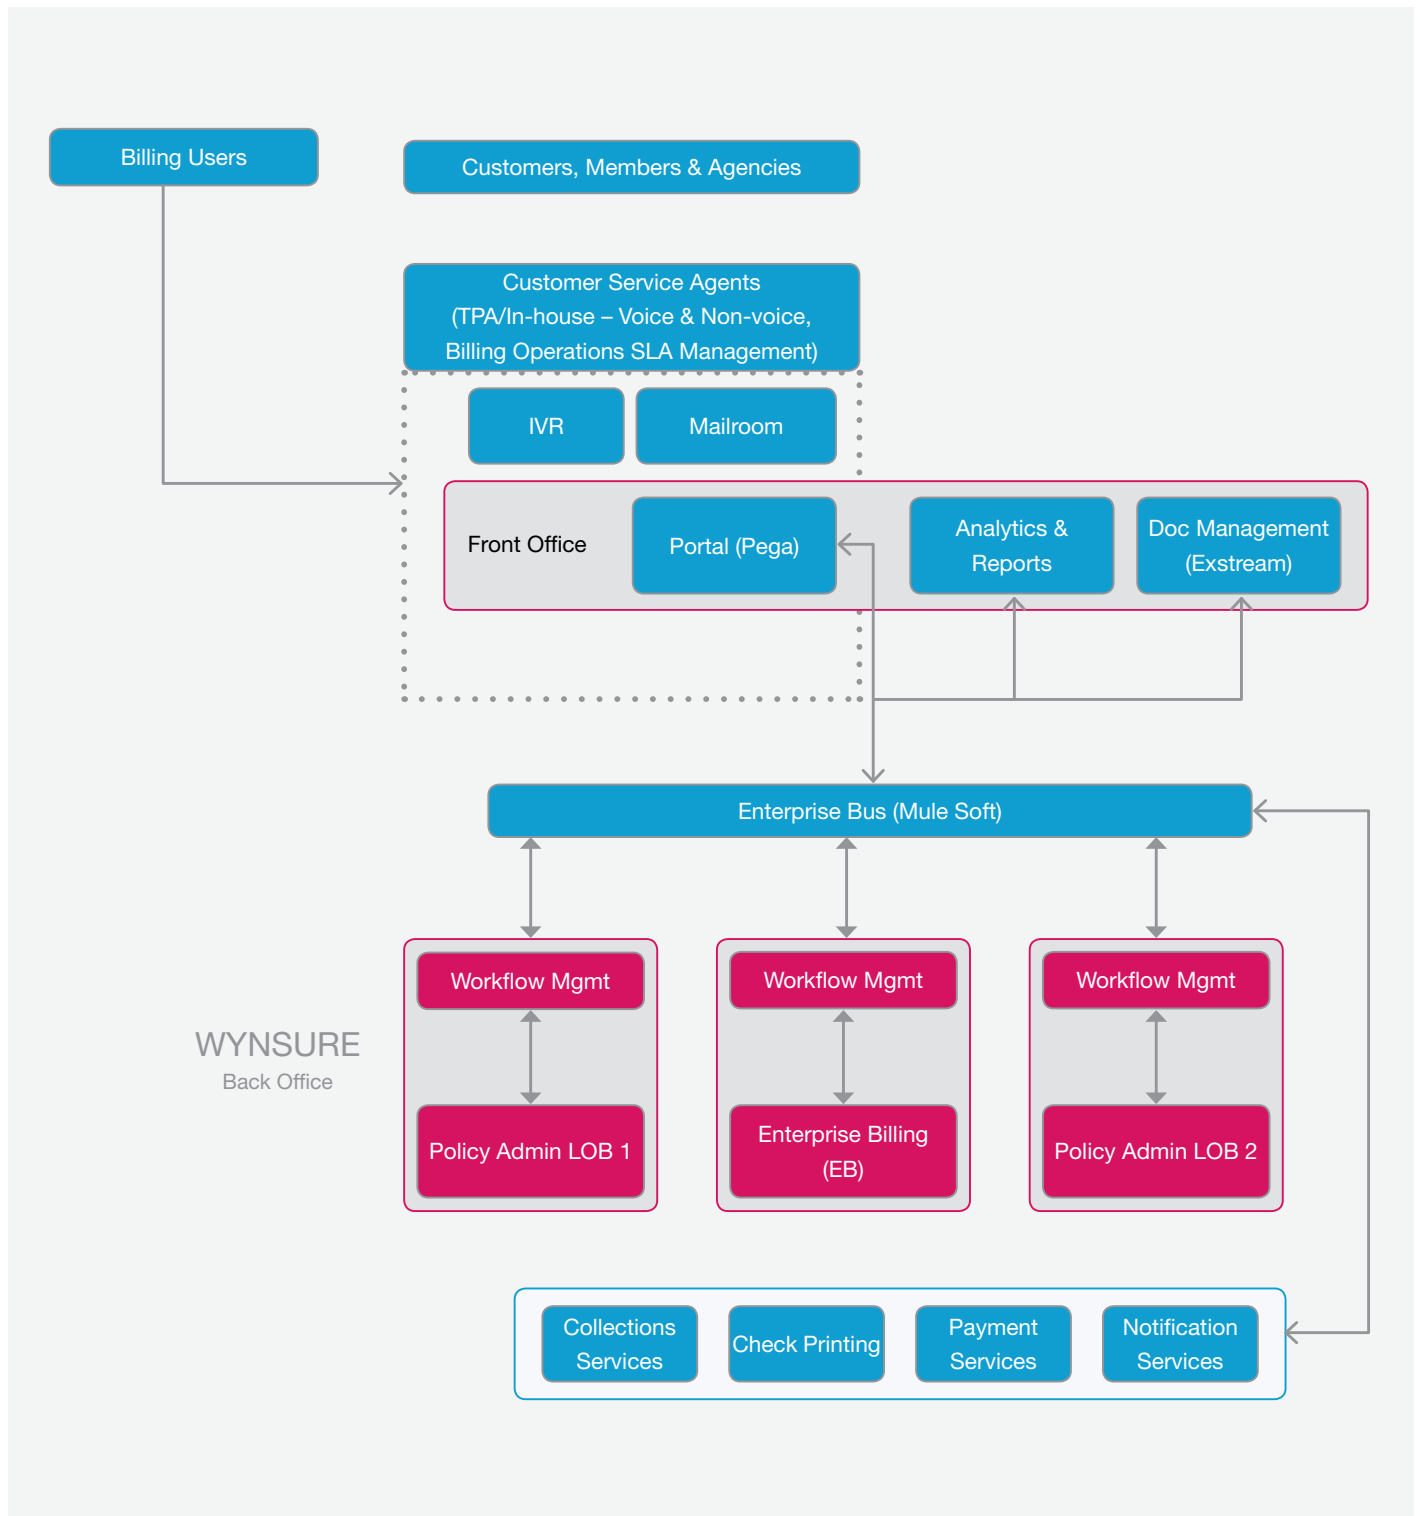 Billing Users
Customers, Members & Agencies
Customer Service Agents
(TPA/In-house – Voice & Non-voice,
Billing Operations SLA Management)
IVR
Mailroom
Front Office
Portal (Pega)
Analytics &
Reports
Doc Management
(Exstream)
Enterprise Bus (Mule Soft)
Workflow Mgmt
Workflow Mgmt
Workflow Mgmt
WYNSURE
Back Office
Policy Admin LOB 1
Enterprise Billing
(EB)
Policy Admin LOB 2
Collections
Services
Check Printing
Payment
Services
Notification
Services